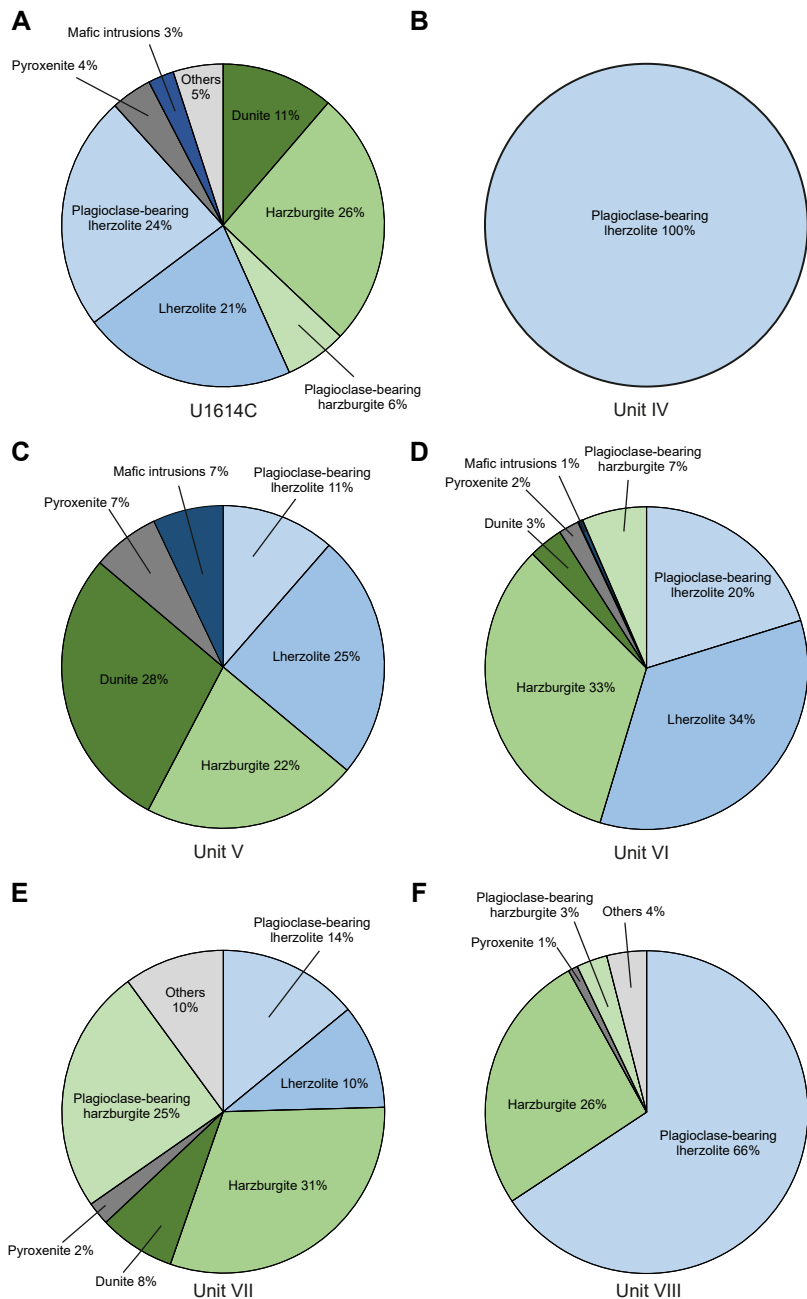 A
Mafic intrusions 3%
Pyroxenite 4%
Others
5%
Dunite 11%
Harzburgite 26%
Plagioclase-bearing
lherzolite 24%
Lherzolite 21%
Plagioclase-bearing
harzburgite 6%
U1614C
B
Plagioclase-bearing
lherzolite 100%
Unit IV
C
Mafic intrusions 7%
Plagioclase-bearing
lherzolite 11%
Pyroxenite 7%
Dunite 28%
Lherzolite 25%
Harzburgite 22%
Unit V
D
Plagioclase-bearing
harzburgite 7%
Mafic intrusions 1%
Pyroxenite 2%
Dunite 3%
Plagioclase-bearing
lherzolite 20%
Harzburgite 33%
Lherzolite 34%
Unit VI
E
Plagioclase-bearing
lherzolite 14%
Others
10%
Lherzolite 10%
Plagioclase-bearing
harzburgite 25%
Harzburgite 31%
Pyroxenite 2%
Dunite 8%
Unit VII
F
Plagioclase-bearing
harzburgite 3%
Others 4%
Pyroxenite 1%
Harzburgite 26%
Plagioclase-bearing
lherzolite 66%
Unit VIII